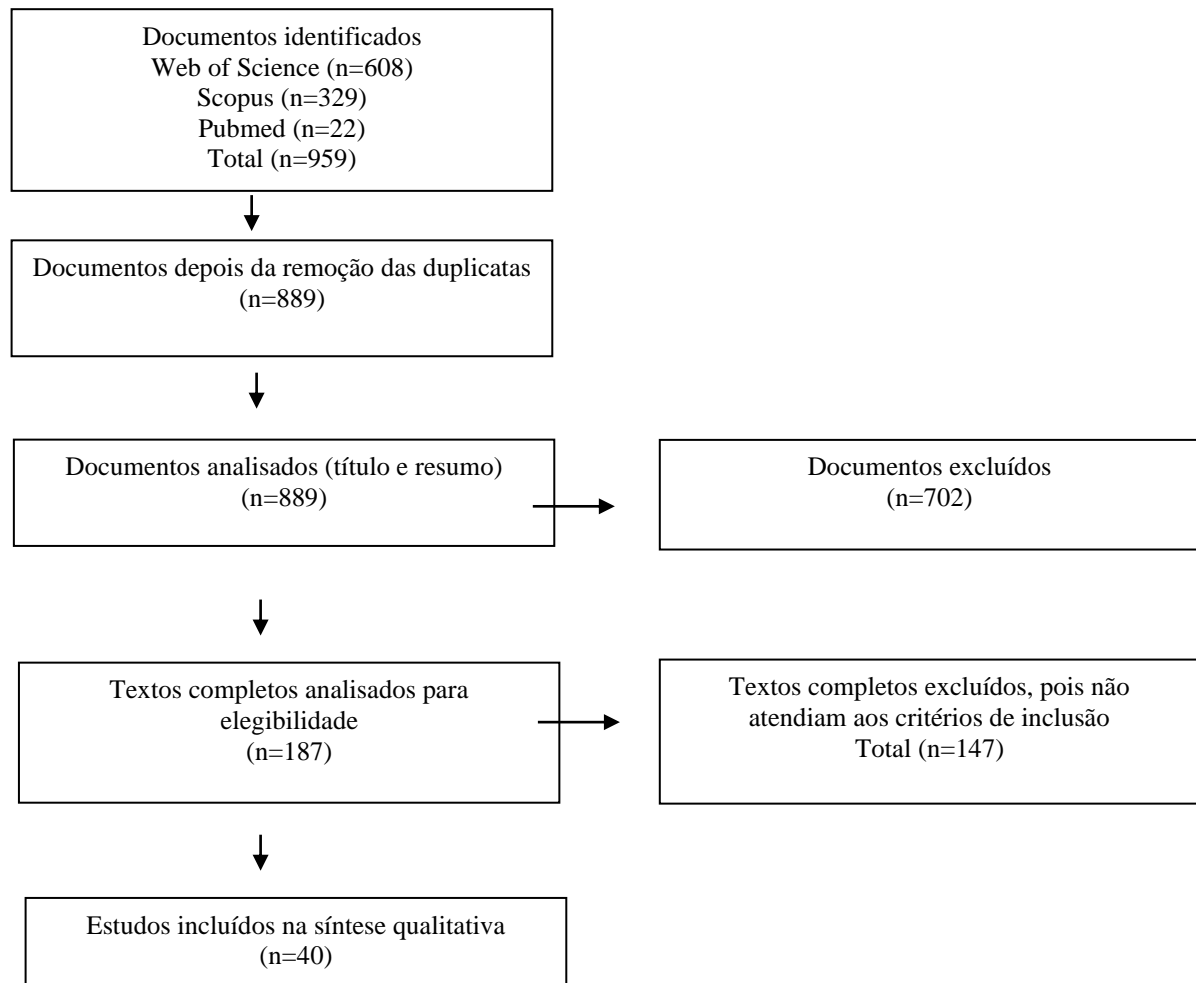 Documentos identificados
Web of Science (n=608)
Scopus (n=329)
Pubmed (n=22)
Total (n=959)
Documentos depois da remoção das duplicatas
(n=889)
Documentos analisados (título e resumo)
(n=889)
Documentos excluídos
(n=702)
Textos completos analisados para
elegibilidade
(n=187)
Textos completos excluídos, pois não
atendiam aos critérios de inclusão
Total (n=147)
Estudos incluídos na síntese qualitativa
(n=40)